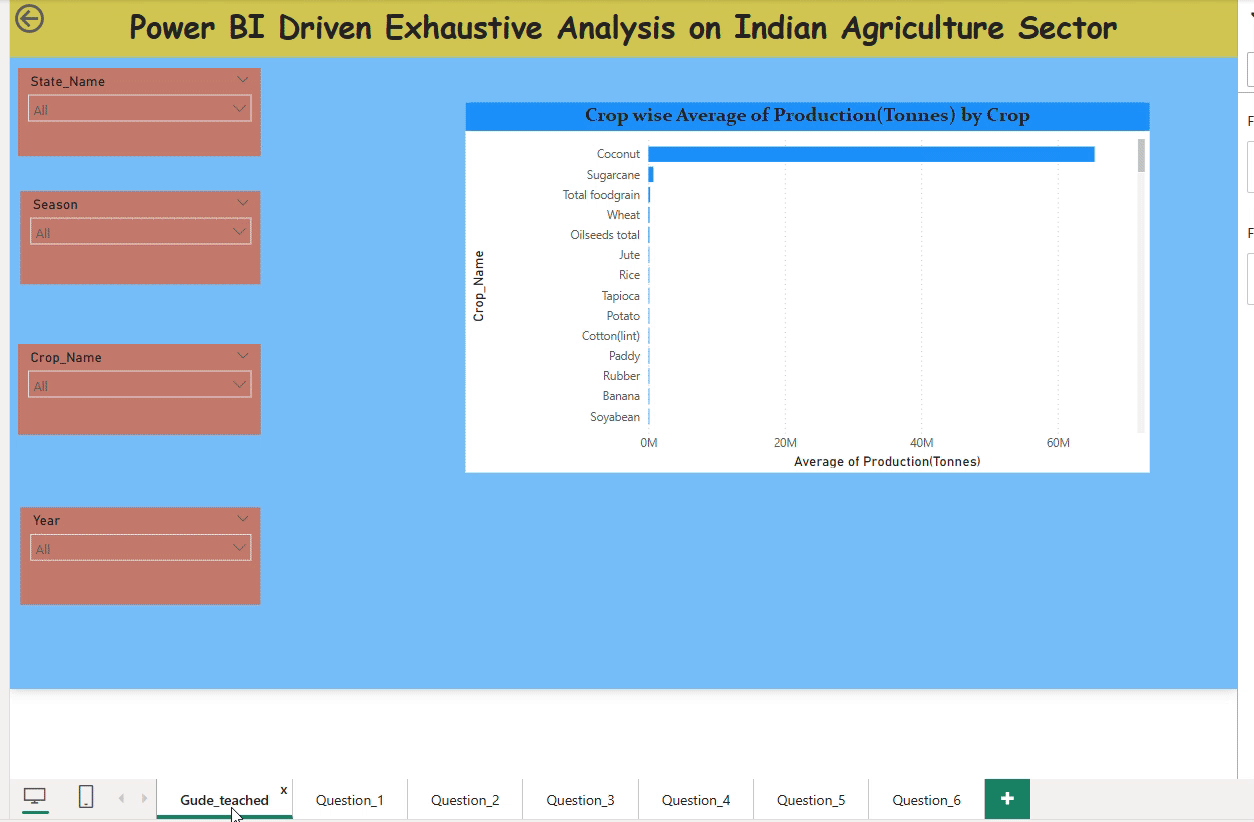 Power BI Driven Exhaustive Analysis on Indian Agriculture Sector
State_Name
All
Season
All
Crop_Name
All
Year
All
Crop wise Average of Production(Tonnes) by Crop
Crop_Name
Coconut
Sugarcane
Total foodgrain
Wheat
Oilseeds total
Jute
Rice
Tapioca
Potato
Cotton(lint)
Paddy
Rubber
Banana
Soyabean
0M 20M 40M 60M
Average of Production(Tonnes)
F
F
Gude_teached x Question_1 Question_2 Question_3 Question_4 Question_5 Question_6 +